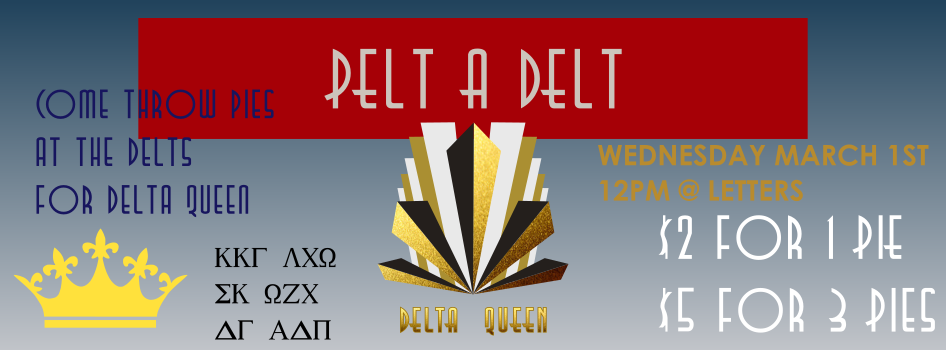 PELT A DELT
COME THROW PIES
AT THE DELTS
FOR DELTA QUEEN
WEDNESDAY MARCH 1ST
12PM @ LETTERS
$2 FOR 1 PIE
$5 FOR 3 PIES
ΚΚΓ ΛΧΩ
ΣΚ ΩΖΧ
ΔΓ ΑΔΠ
DELTA QUEEN